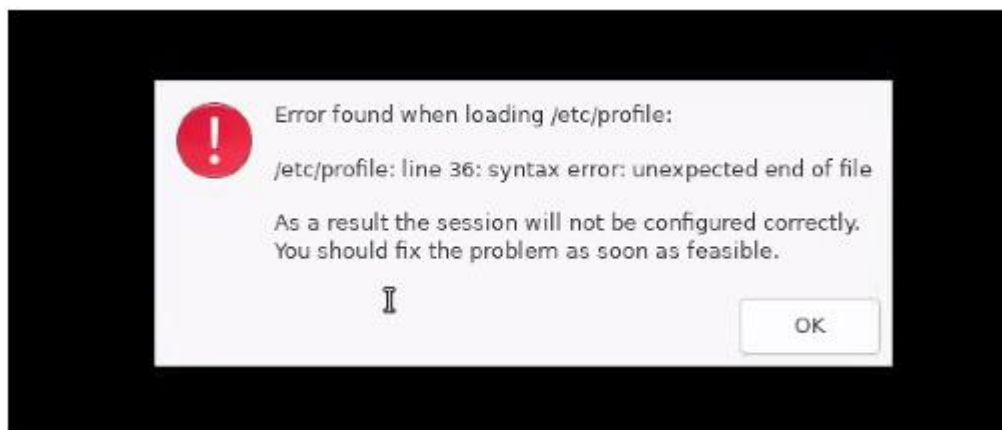 Error found when loading /etc/profile:
/etc/profile: line 36: syntax error: unexpected end of file
As a result the session will not be configured correctly.
You should fix the problem as soon as feasible.
OK